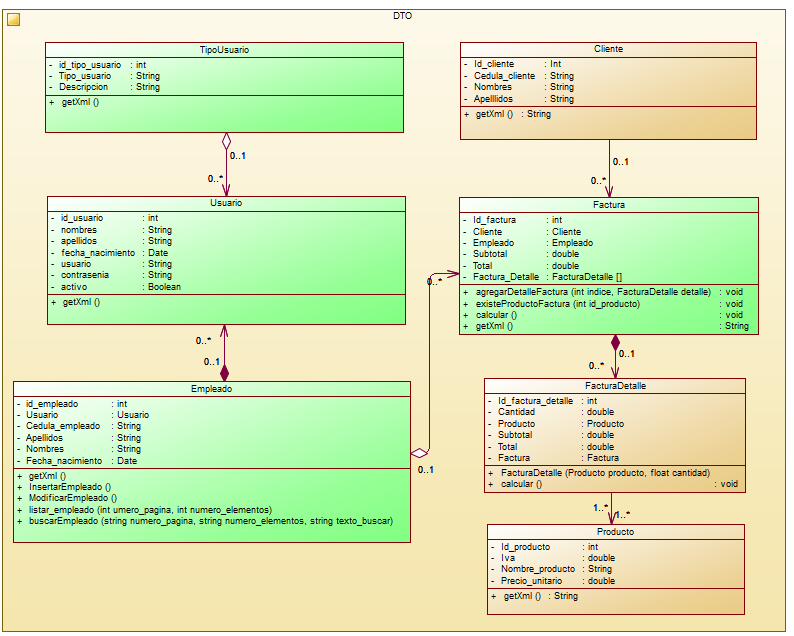 DTO
TipoUsuario
- id_tipo_usuario : int
- Tipo_usuario : String
- Descripcion : String
+ getXml ()
0..1
0..*
Usuario
- id_usuario : int
- nombres : String
- apellidos : String
- fecha_nacimiento : Date
- usuario : String
- contrasenia : String
- activo : Boolean
+ getXml ()
0..*
0..1
Empleado
- id_empleado : int
- Usuario : Usuario
- Cedula_empleado : String
- Apellidos : String
- Nombres : String
- Fecha_nacimiento : Date
+ getXml ()
+ InsertarEmpleado ()
+ ModificarEmpleado ()
+ listar_empleado (int umero_pagina, int numero_elementos)
+ buscarEmpleado (string numero_pagina, string numero_elementos, string texto_buscar)
0..1
0..*
Cliente
- Id_cliente : Int
- Cedula_cliente : String
- Nombres : String
- Apelllidos : String
+ getXml () : String
0..1
0..*
Factura
- Id_factura : int
- Cliente : Cliente
- Empleado : Empleado
- Subtotal : double
- Total : double
- Factura_Detalle : FacturaDetalle []
+ agregarDetalleFactura (int indice, FacturaDetalle detalle) : void
+ existeProductoFactura (int id_producto) : void
+ calcular () : void
+ getXml () : String
0..1
0..*
FacturaDetalle
- Id_factura_detalle : int
- Cantidad : double
- Producto : Producto
- Subtotal : double
- Total : double
- Factura : Factura
+ FacturaDetalle (Producto producto, float cantidad)
+ calcular () : void
1..*
1..*
Producto
- Id_producto : int
- Iva : double
- Nombre_producto : String
- Precio_unitario : double
+ getXml () : String